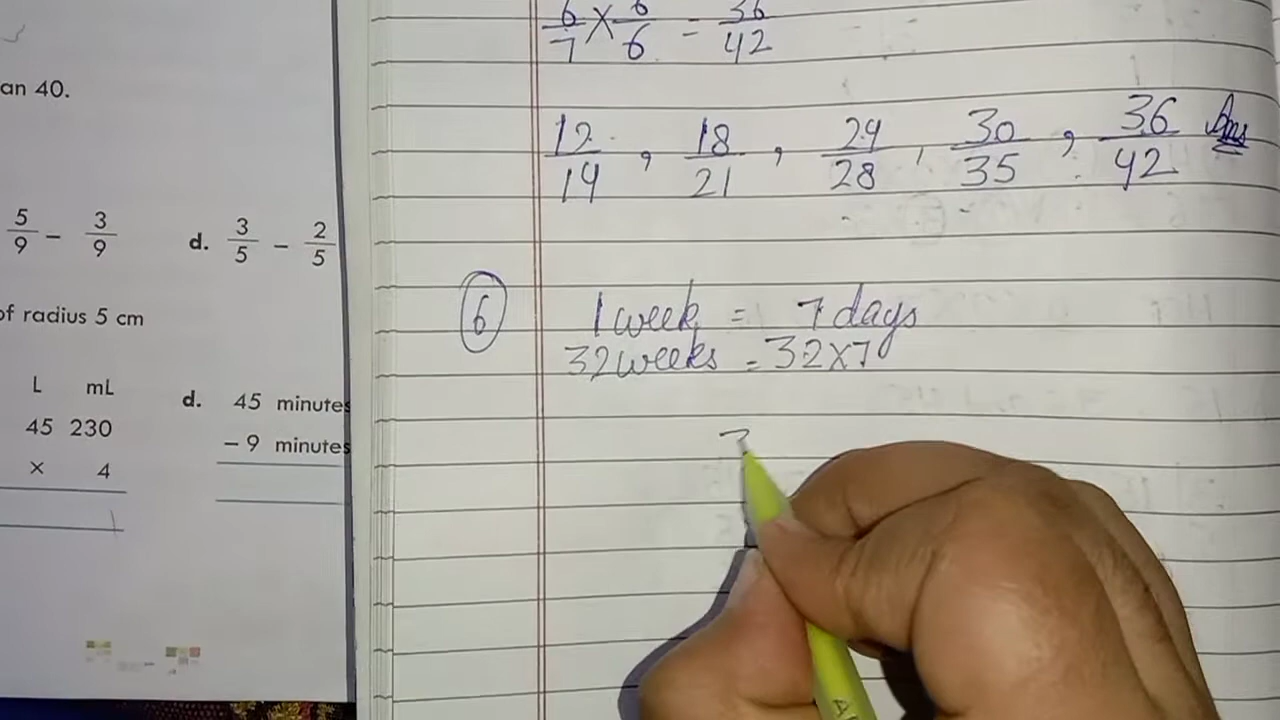 an 40.
5/9 - 3/9 d. 3/5 - 2/5
of radius 5 cm
L mL
45 230
× 4
d. 45 minutes
- 9 minutes
6/7 × 6/6 = 36/42
12/14 , 18/21 , 24/28 , 30/35 , 36/42 Ans
6 1 week = 7 days
32 weeks = 32×7